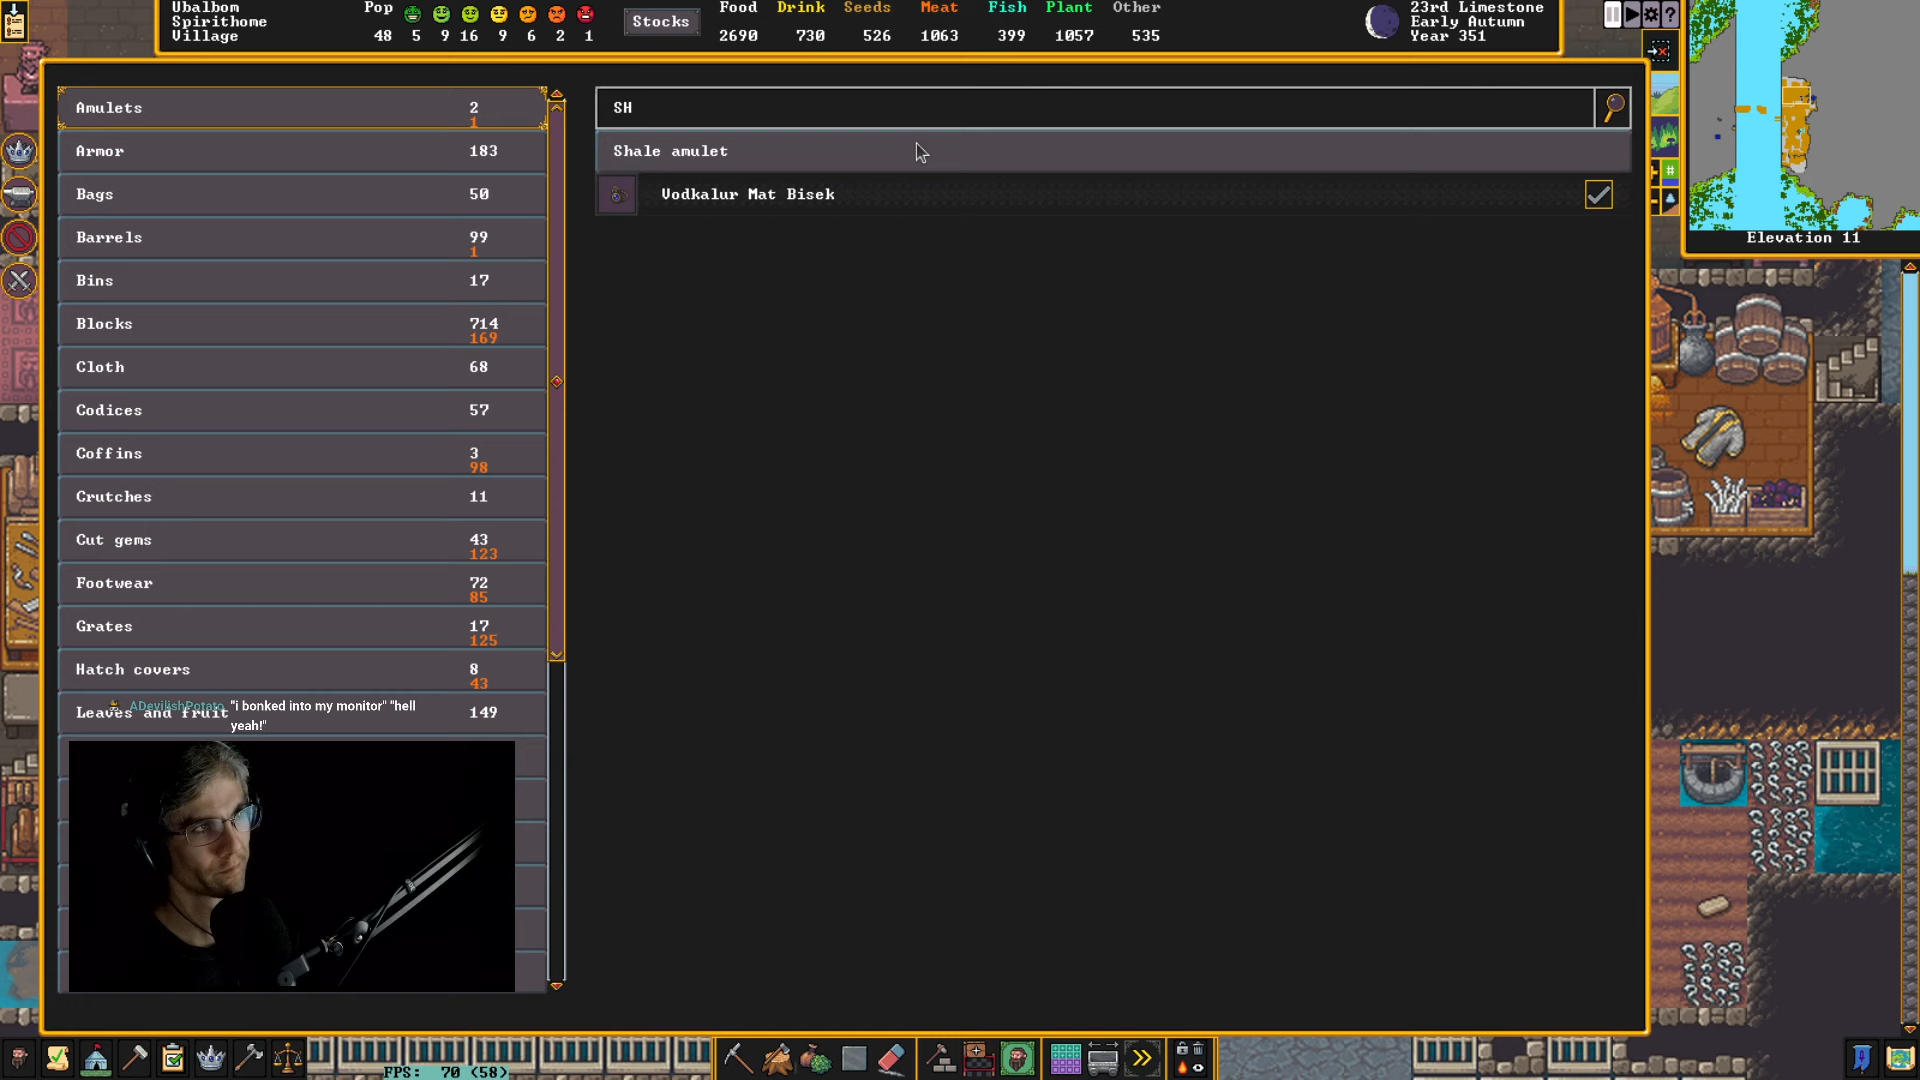 Ubalbom
Spirithome
Village
Pop
48 5 9 16 9 6 2 1
Stocks
Food Drink Seeds Meat Fish Plant Other
2690 730 526 1063 399 1057 535
23rd Limestone
Early Autumn
Year 351
Elevation 11
Amulets 2
1
Armor 183
Bags 50
Barrels 99
1
Bins 17
Blocks 714
169
Cloth 68
Codices 57
Coffins 3
98
Crutches 11
Cut gems 43
123
Footwear 72
85
Grates 17
125
Hatch covers 8
43
Leaves and fruit 149
ADevilishPotato "i bonked into my monitor" "hell
yeah!"
SH
Shale amulet
Vodkalur Mat Bisek
FPS: 70 (58)